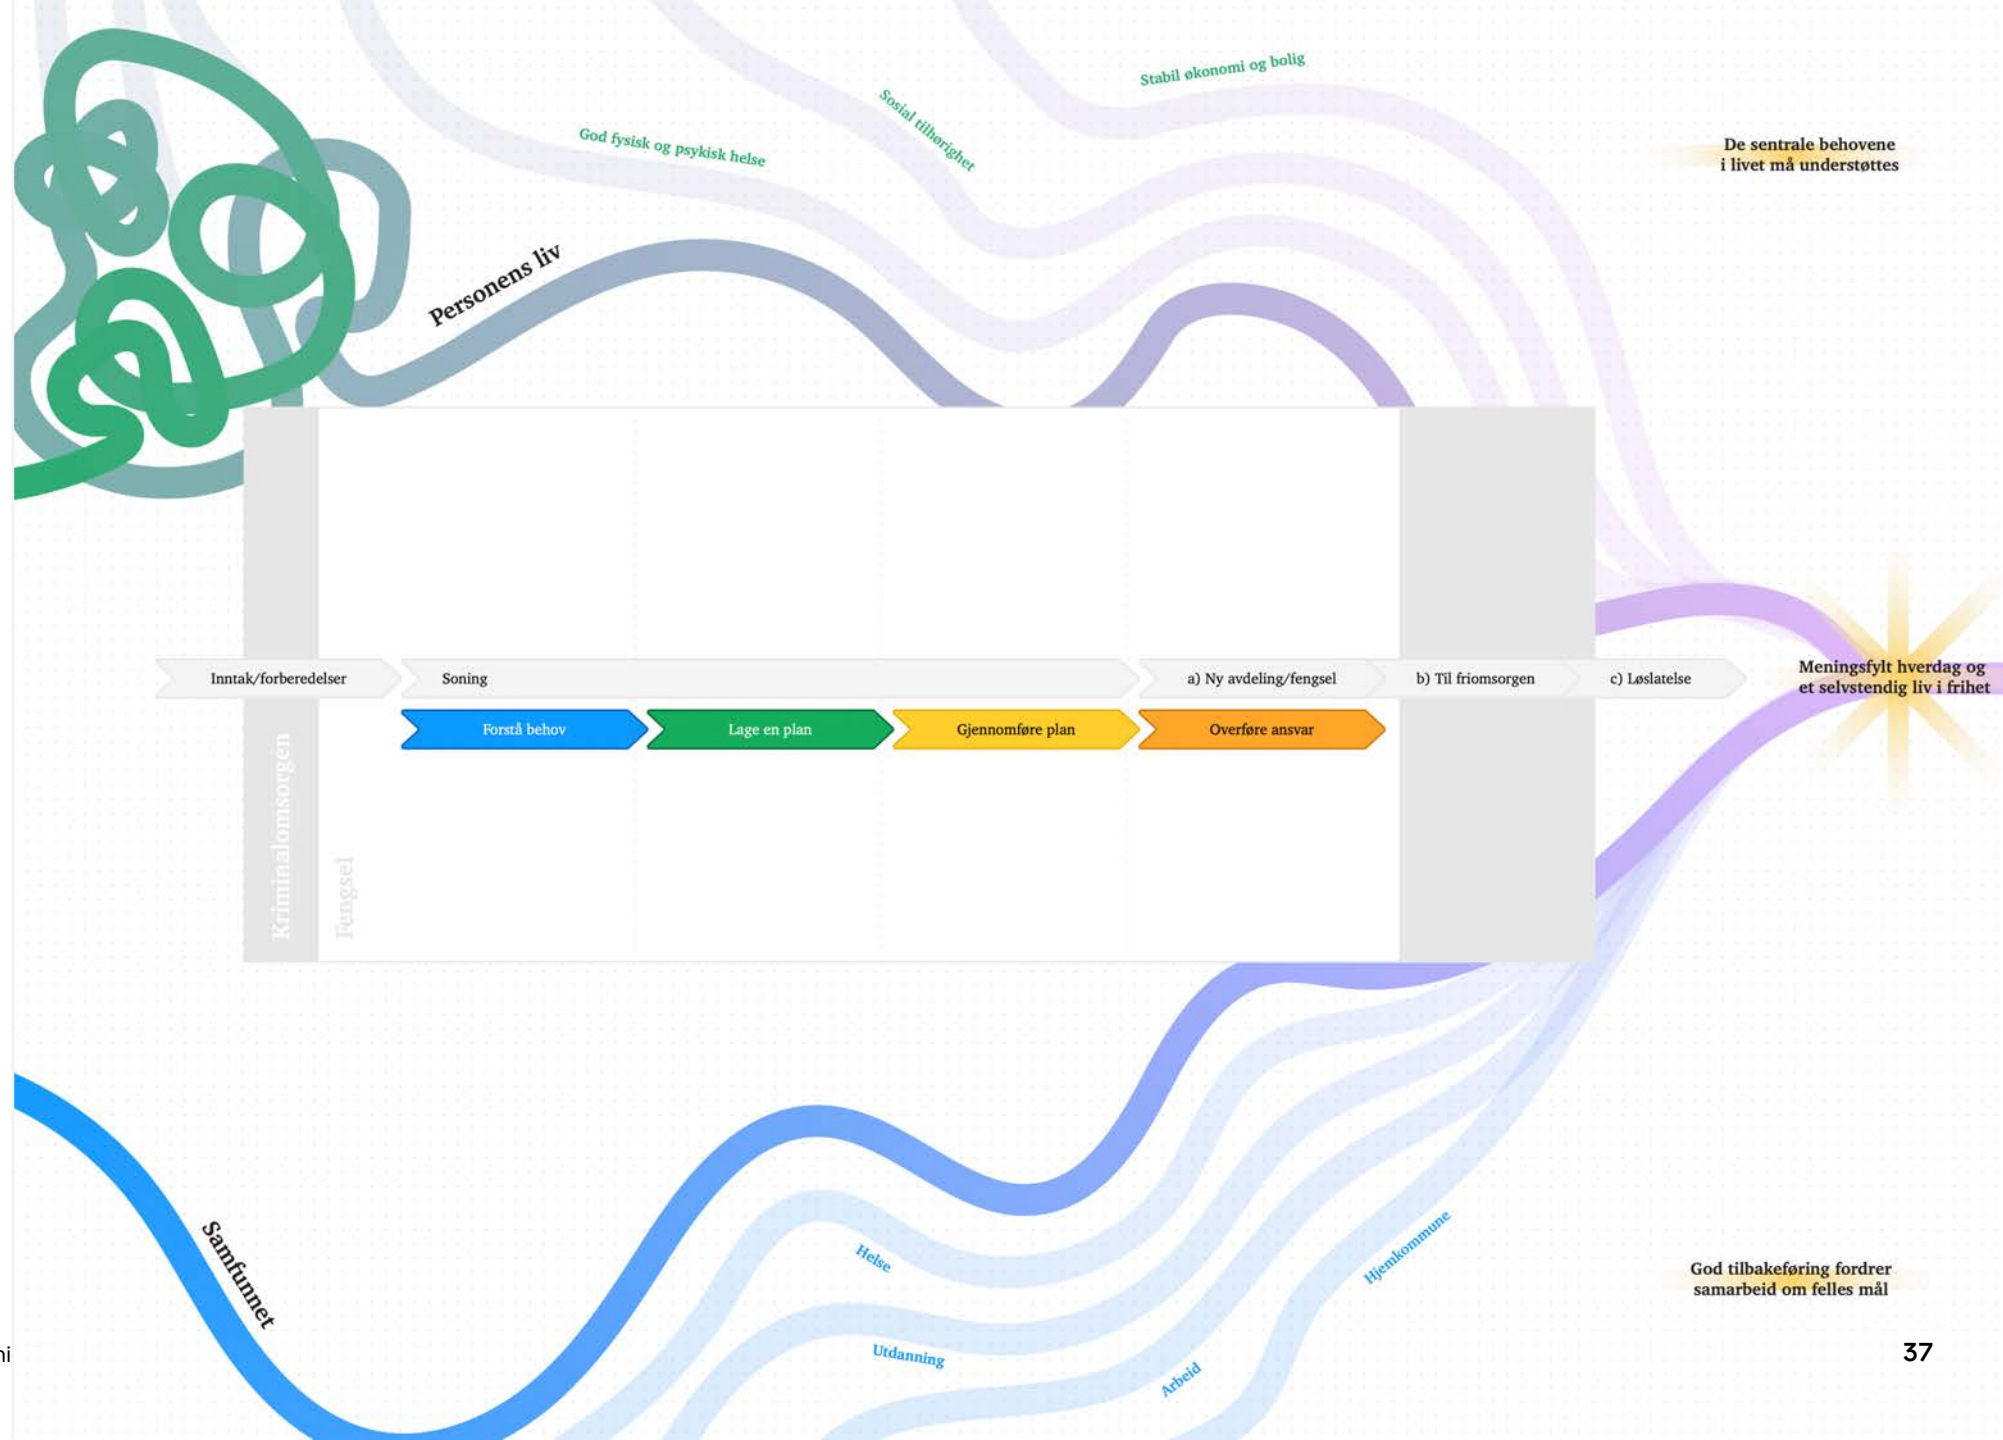 Stabil økonomi og bolig
Sosial tilhørighet
God fysisk og psykisk helse
De sentrale behovene
i livet må understøttes
Personens liv
Inntak/forberedelser
Soning
a) Ny avdeling/fengsel
b) Til friomsorgen
c) Løslatelse
Meningsfylt hverdag og
et selvstendig liv i frihet
Forstå behov
Lage en plan
Gjennomføre plan
Overføre ansvar
Kriminalomsorgen
Fengsel
Samfunnet
Helse
Utdanning
Arbeid
Hjemkommune
God tilbakeføring fordrer
samarbeid om felles mål
37